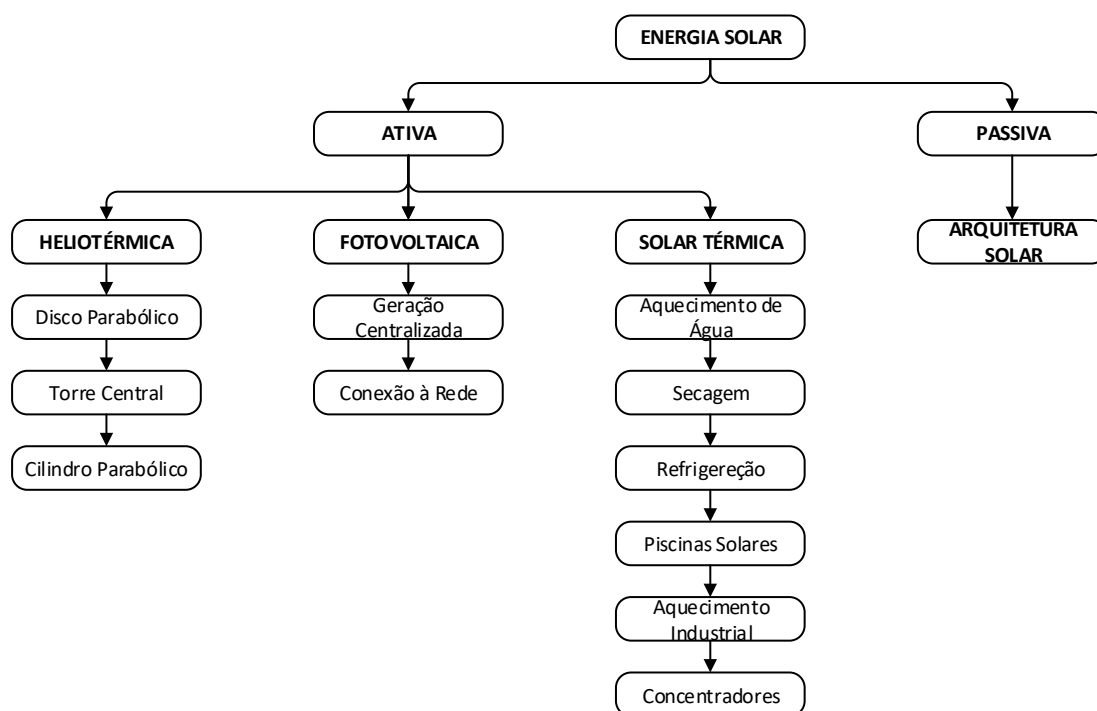 ENERGIA SOLAR
ATIVA
PASSIVA
HELIOTÉRMICA
FOTOVOLTAICA
SOLAR TÉRMICA
ARQUITETURA
SOLAR
Disco Parabólico
Geração
Centralizada
Aquecimento de
Água
Torre Central
Conexão à Rede
Secagem
Cilindro Parabólico
Refrigereção
Piscinas Solares
Aquecimento
Industrial
Concentradores